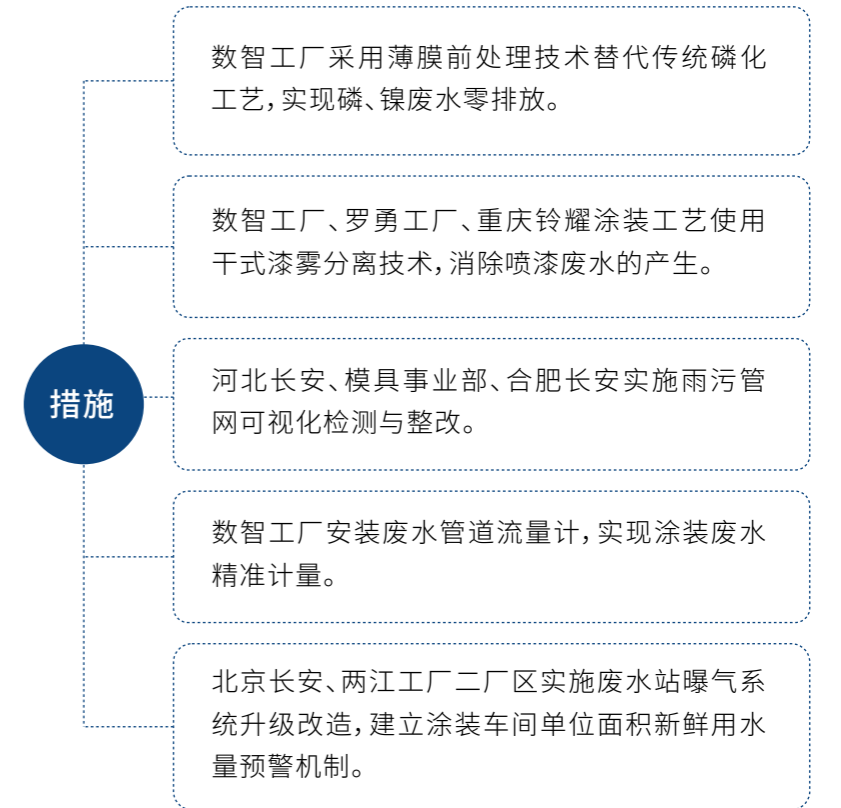 数智工厂采用薄膜前处理技术替代传统磷化
工艺,实现磷、镍废水零排放。
数智工厂、罗勇工厂、重庆铃耀涂装工艺使用
干式漆雾分离技术,消除喷漆废水的产生。
措施
河北长安、模具事业部、合肥长安实施雨污管
网可视化检测与整改。
数智工厂安装废水管道流量计,实现涂装废水
精准计量。
北京长安、两江工厂二厂区实施废水站曝气系
统升级改造,建立涂装车间单位面积新鲜用水
量预警机制。